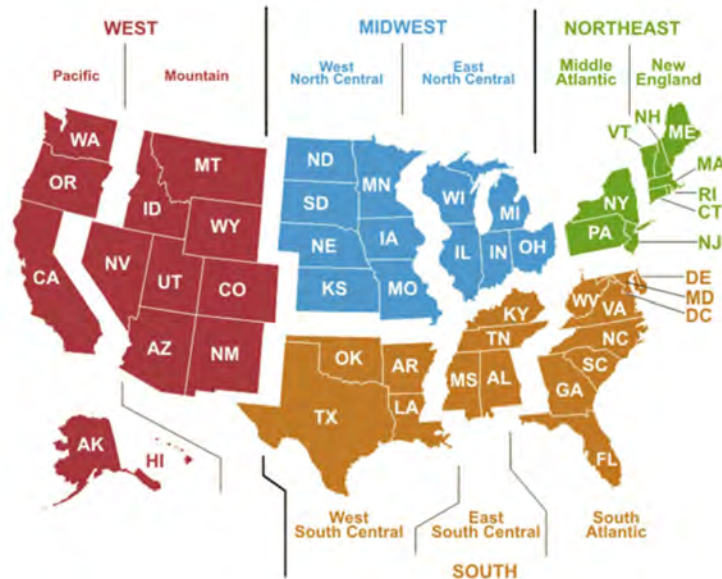 WEST
MIDWEST
NORTHEAST
Pacific
Mountain
West
North Central
East
North Central
Middle
Atlantic
New
England
WA
OR
CA
NV
ID
MT
WY
UT
CO
AZ
NM
AK
HI
ND
SD
NE
KS
MN
IA
MO
WI
IL
MI
IN
OH
NY
PA
VT
NH
ME
MA
RI
CT
NJ
OK
TX
AR
LA
KY
TN
MS
AL
WV
VA
NC
SC
GA
FL
DE
MD
DC
West
South Central
East
South Central
South
Atlantic
SOUTH